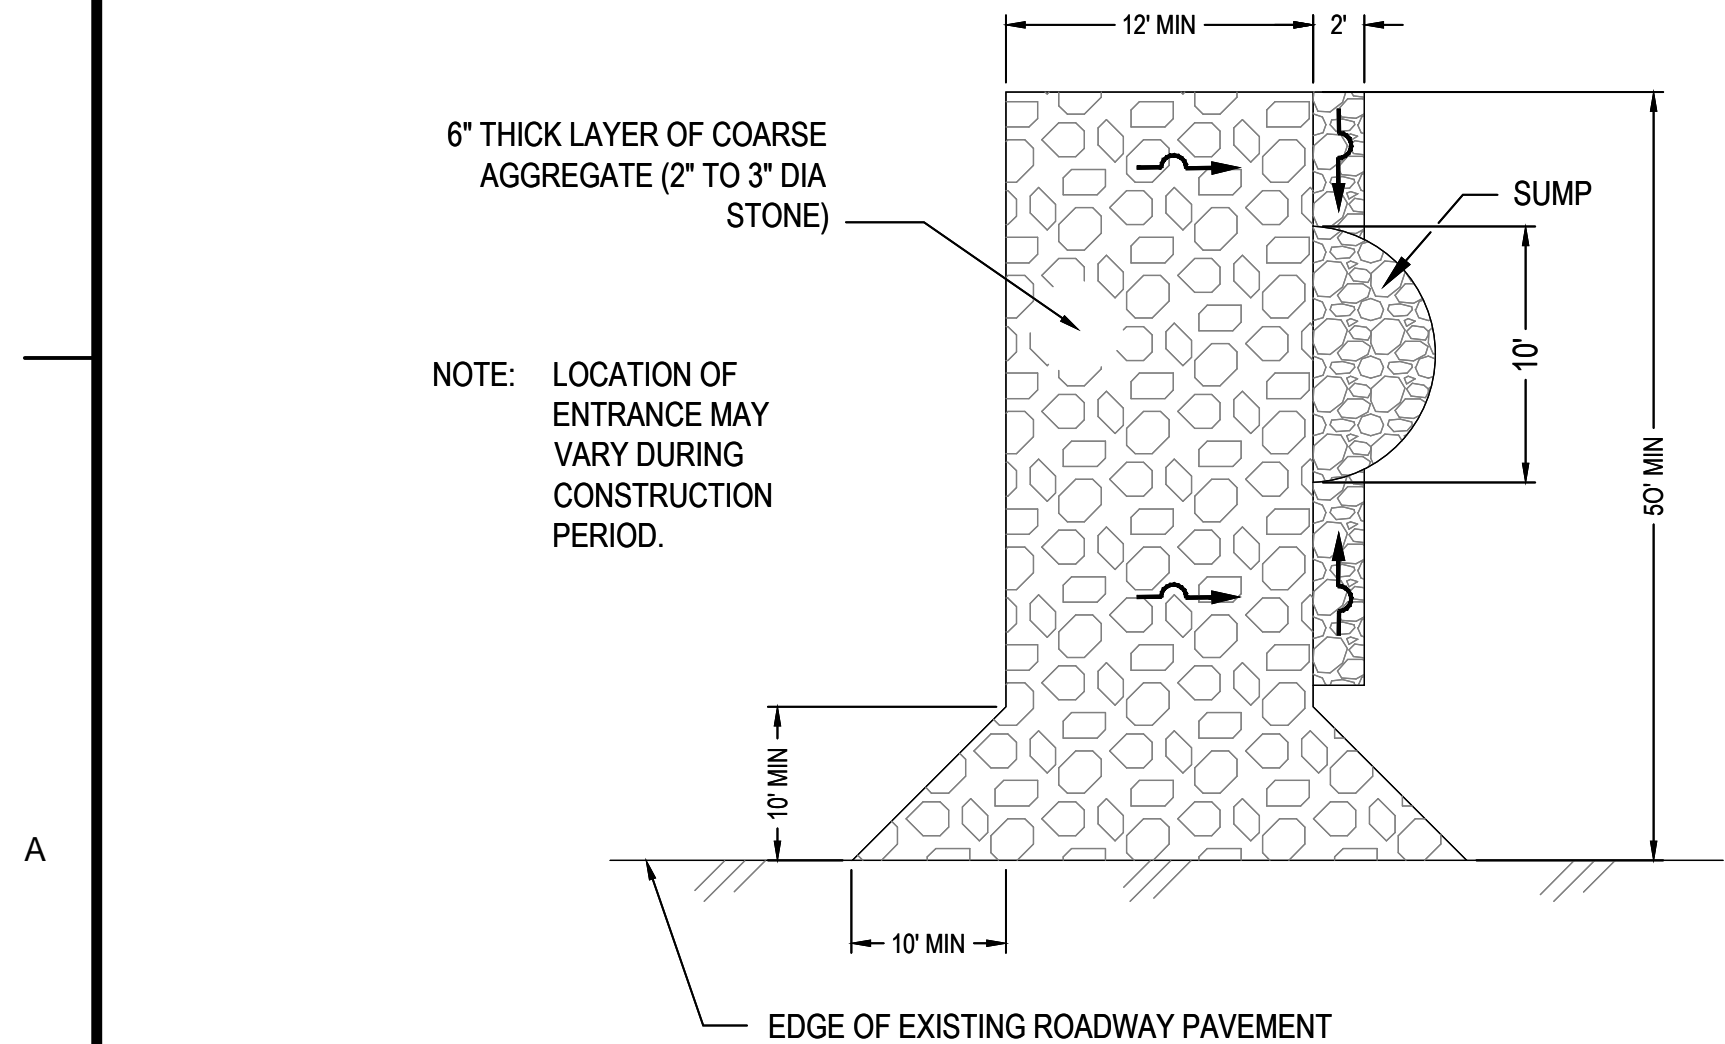 12' MIN
2'
6" THICK LAYER OF COARSE
AGGREGATE (2" TO 3" DIA
STONE)
SUMP
10'
NOTE: LOCATION OF
ENTRANCE MAY
VARY DURING
CONSTRUCTION
PERIOD.
50' MIN
10' MIN
A
10' MIN
EDGE OF EXISTING ROADWAY PAVEMENT